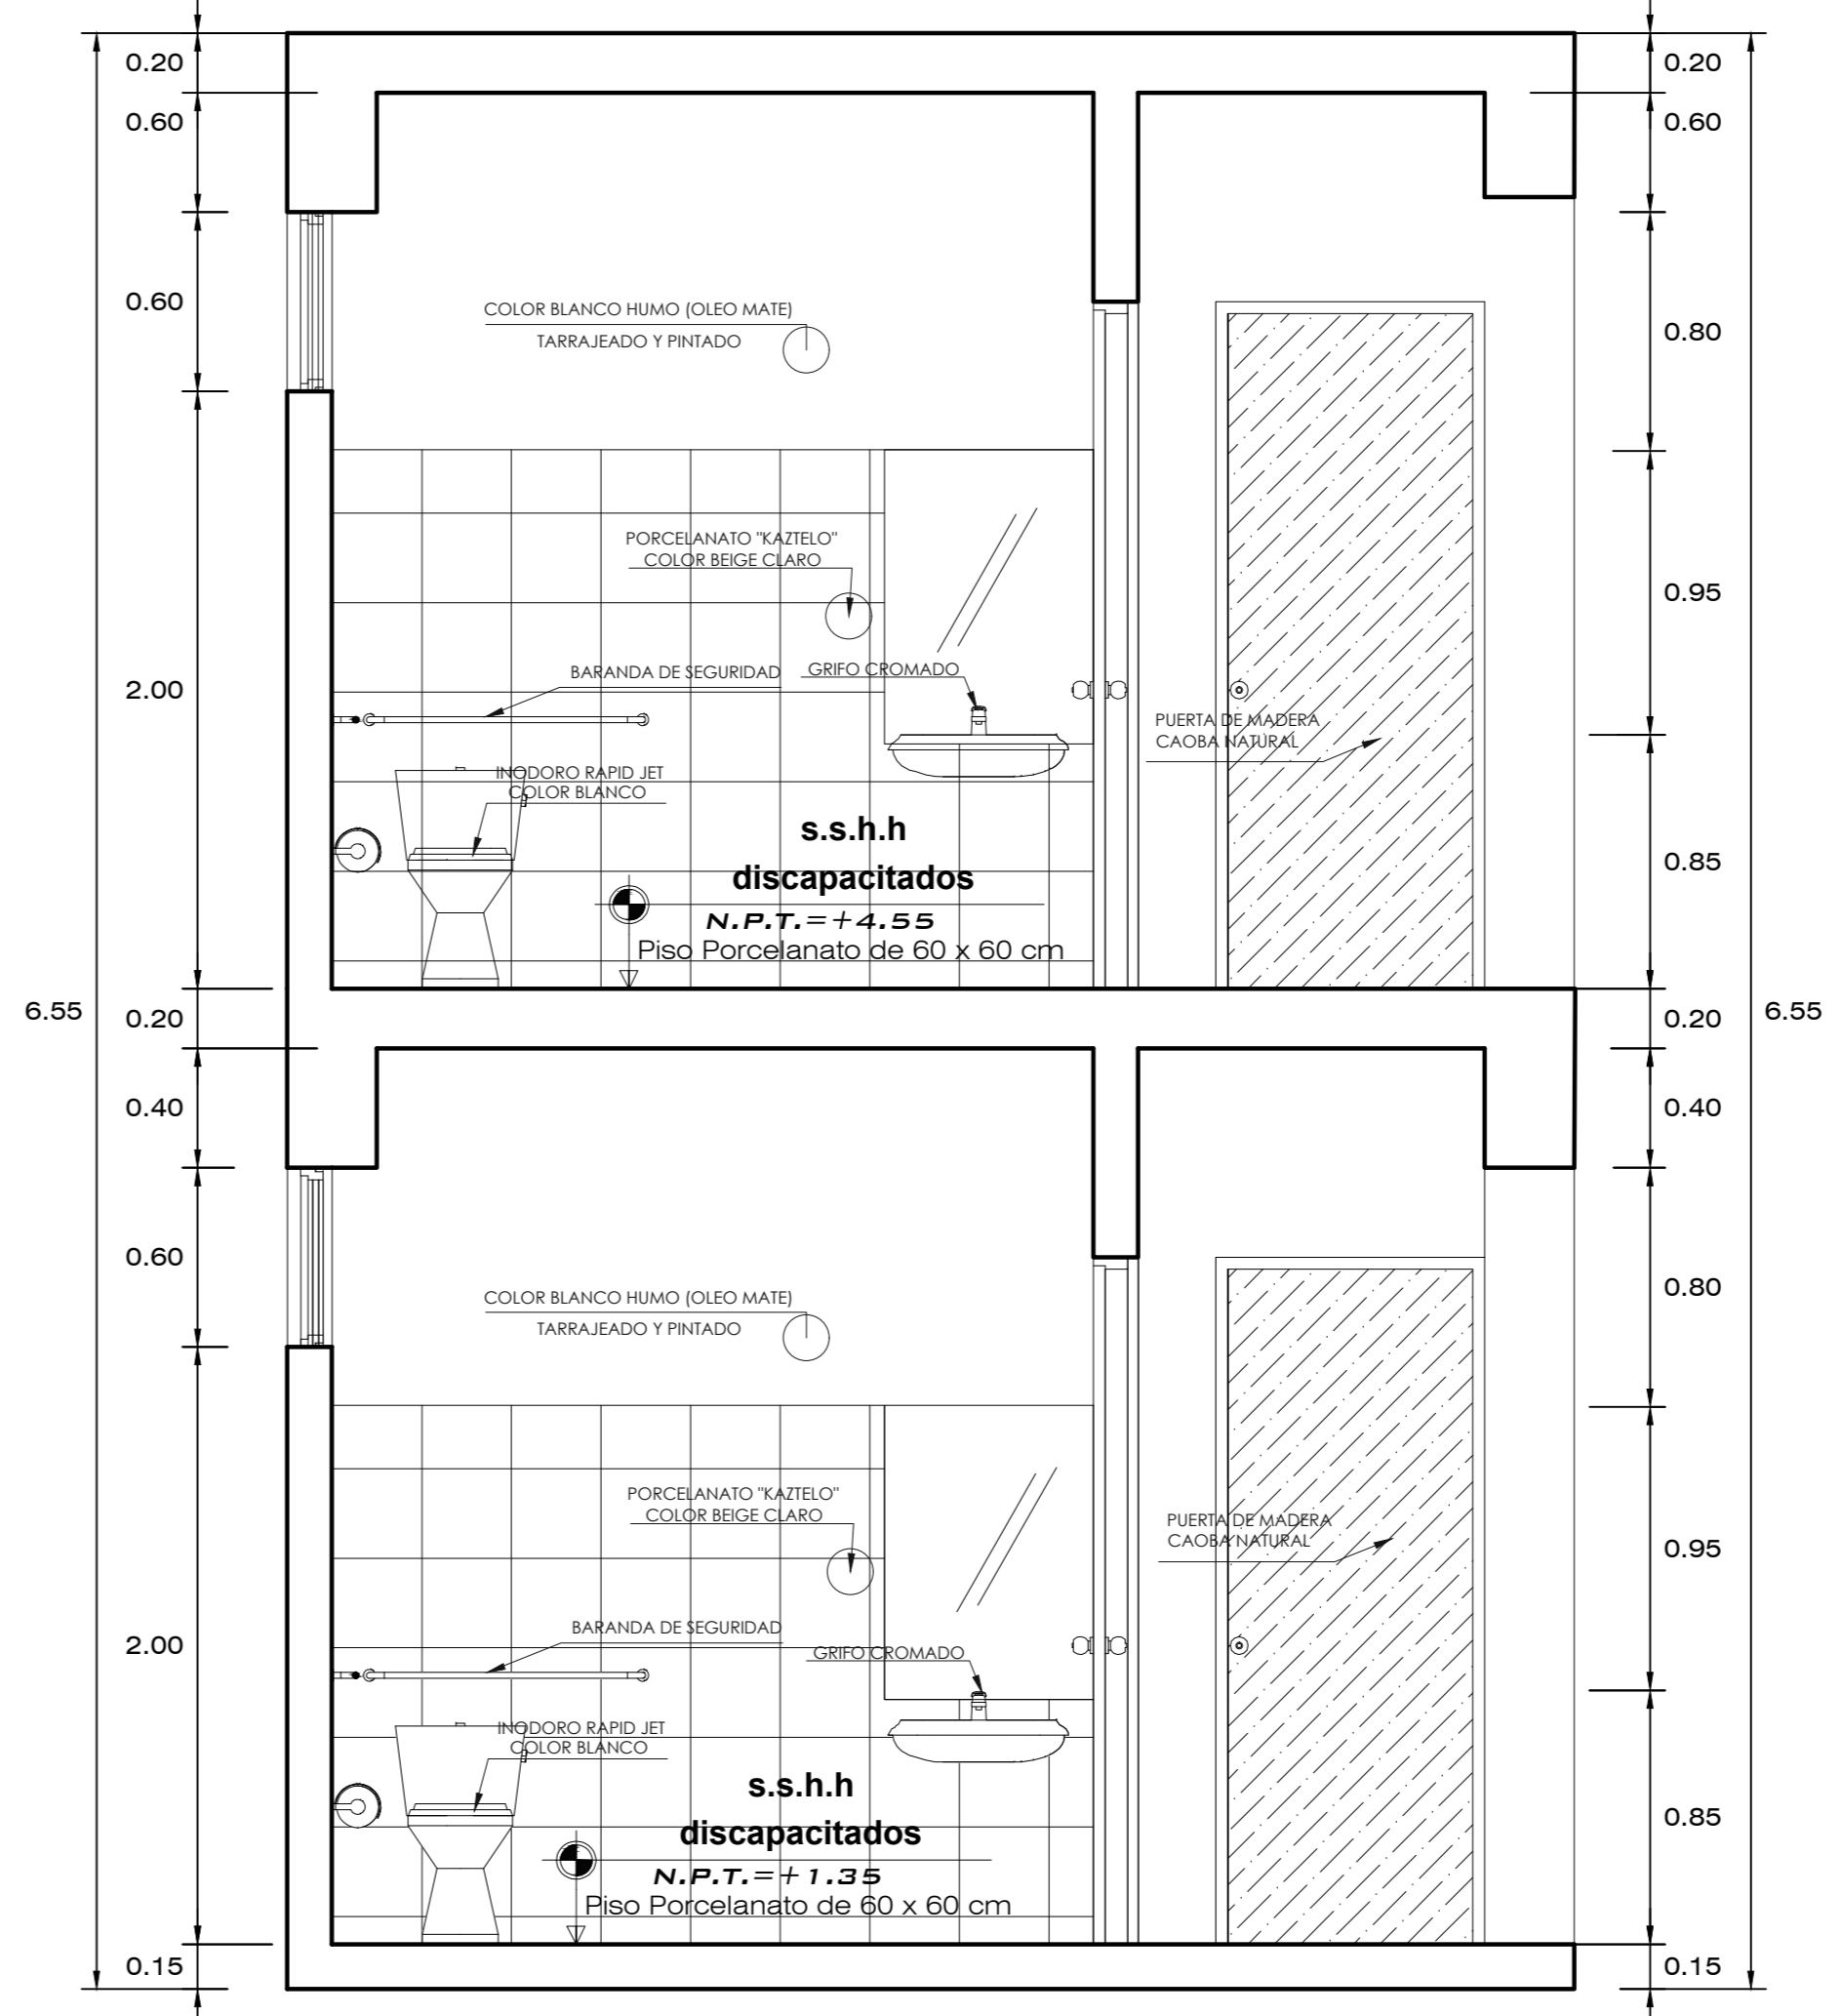 0.20
0.20
0.60
0.60
0.60
COLOR BLANCO HUMO (OLEO MATE)
TARRAJEADO Y PINTADO
0.80
PORCELANATO "KAZTELO"
COLOR BEIGE CLARO
0.95
BARANDA DE SEGURIDAD
GRIFO CROMADO
2.00
PUERTA DE MADERA
CAOBA NATURAL
INODORO RAPID JET
COLOR BLANCO
s.s.h.h
discapacitados
0.85
N.P.T.=+4.55
Piso Porcelanato de 60 x 60 cm
6.55
0.20
0.20
6.55
0.40
0.40
0.60
0.80
COLOR BLANCO HUMO (OLEO MATE)
TARRAJEADO Y PINTADO
PORCELANATO "KAZTELO"
COLOR BEIGE CLARO
PUERTA DE MADERA
CAOBA NATURAL
0.95
BARANDA DE SEGURIDAD
2.00
GRIFO CROMADO
INODORO RAPID JET
COLOR BLANCO
s.s.h.h
discapacitados
0.85
N.P.T.=+1.35
Piso Porcelanato de 60 x 60 cm
0.15
0.15